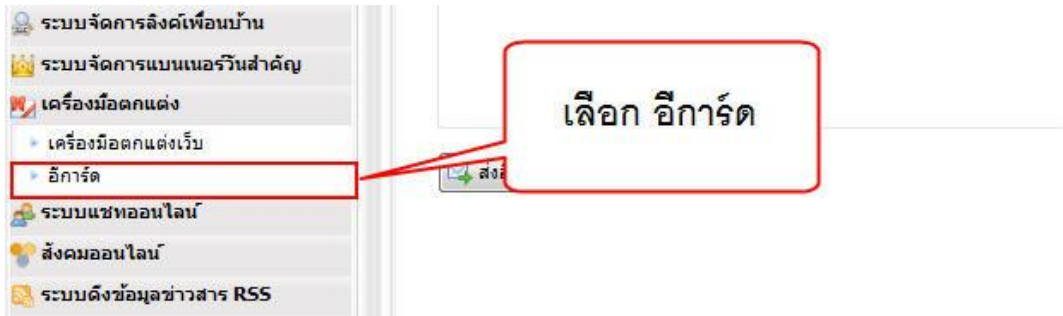 ระบบจัดการลิงค์เพื่อนบ้าน
ระบบจัดการแบนเนอร์วันสำคัญ
เครื่องมือตกแต่ง
เครื่องมือตกแต่งเว็บ
อีการ์ด
ระบบแชทออนไลน์
สังคมออนไลน์
ระบบดึงข้อมูลข่าวสาร RSS
เลือก อีการ์ด